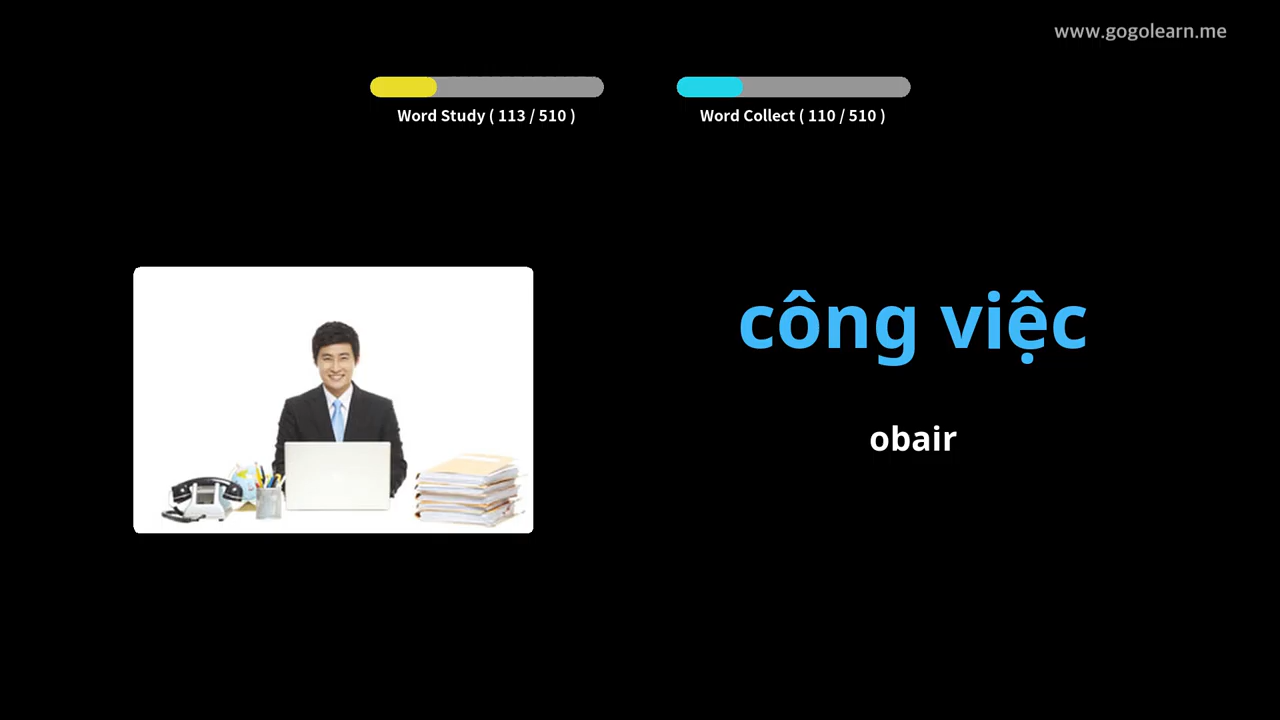 www.gogolearn.me
Word Study ( 113 / 510 )
Word Collect ( 110 / 510 )
công việc
obair